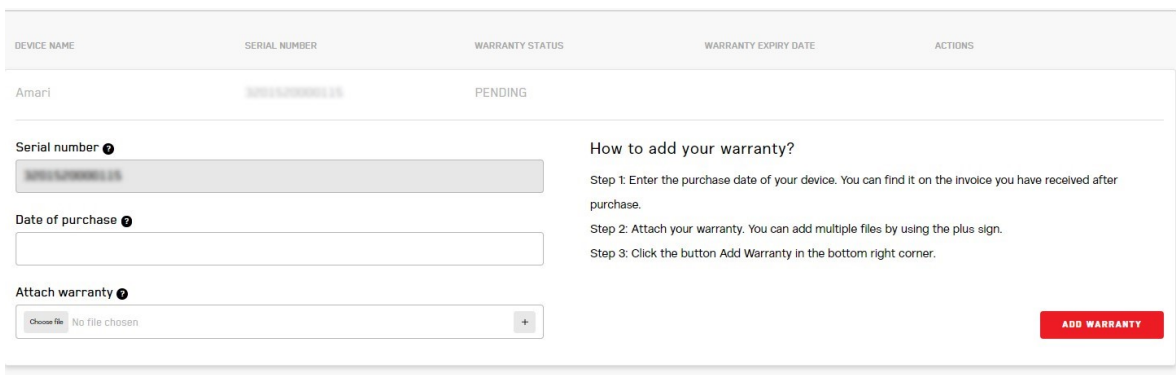 DEVICE NAME SERIAL NUMBER WARRANTY STATUS WARRANTY EXPIRY DATE ACTIONS
Amari PENDING
Serial number ?
Date of purchase ?
Attach warranty ?
Choose file No file chosen +
How to add your warranty?
Step 1: Enter the purchase date of your device. You can find it on the invoice you have received after
purchase.
Step 2: Attach your warranty. You can add multiple files by using the plus sign.
Step 3: Click the button Add Warranty in the bottom right corner.
ADD WARRANTY